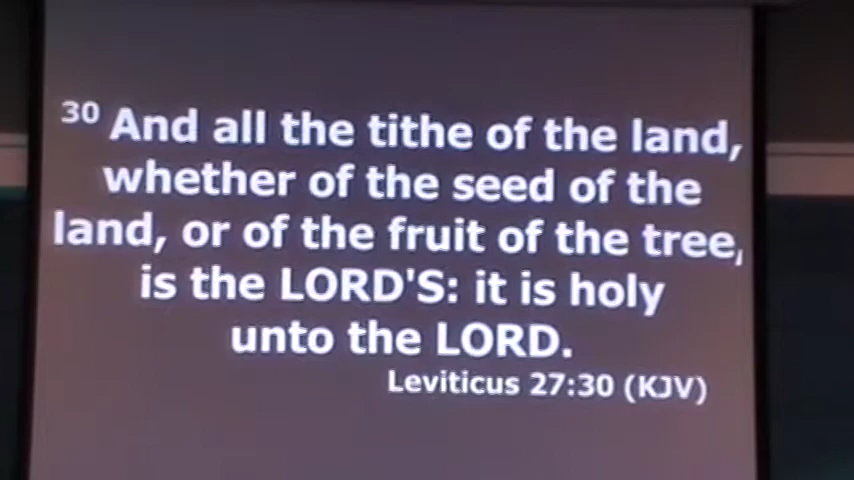 30 And all the tithe of the land,
whether of the seed of the
land, or of the fruit of the tree,
is the LORD'S: it is holy
unto the LORD.
Leviticus 27:30 (KJV)